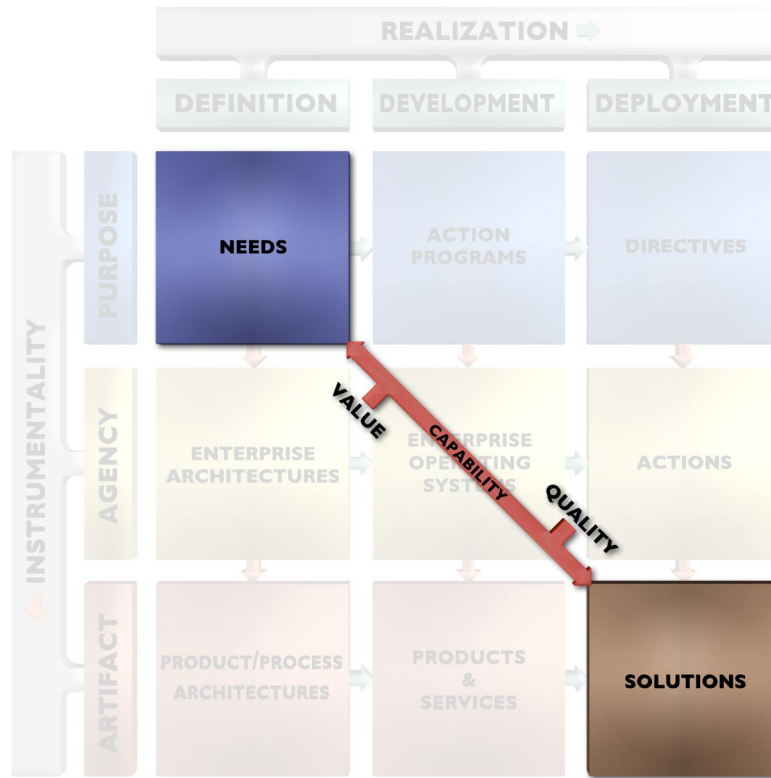 REALIZATION
DEFINITION
DEVELOPMENT
DEPLOYMENT
INSTRUMENTALITY
PURPOSE
NEEDS
ACTION
PROGRAMS
DIRECTIVES
VALUE
CAPABILITY
QUALITY
AGENCY
ENTERPRISE
ARCHITECTURES
ENTERPRISE
OPERATING
SYSTEMS
ACTIONS
ARTIFACT
PRODUCT/PROCESS
ARCHITECTURES
PRODUCTS
&
SERVICES
SOLUTIONS